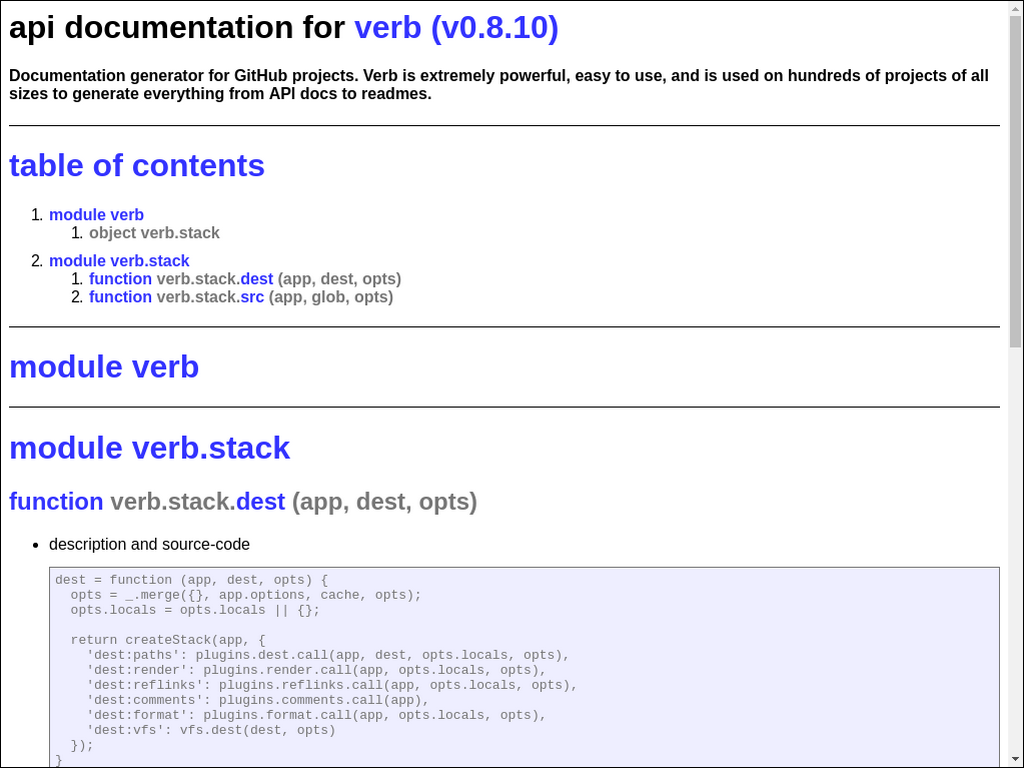 api documentation for verb (v0.8.10)
Documentation generator for GitHub projects. Verb is extremely powerful, easy to use, and is used on hundreds of projects of all
sizes to generate everything from API docs to readmes.
table of contents
1. module verb
1. object verb.stack
2. module verb.stack
1. function verb.stack.dest (app, dest, opts)
2. function verb.stack.src (app, glob, opts)
module verb
module verb.stack
function verb.stack.dest (app, dest, opts)
• description and source-code
dest = function (app, dest, opts) {
  opts = _.merge({}, app.options, cache, opts);
  opts.locals = opts.locals || {};
  return createStack(app, {
    'dest:paths': plugins.dest.call(app, dest, opts.locals, opts),
    'dest:render': plugins.render.call(app, opts.locals, opts),
    'dest:reflinks': plugins.reflinks.call(app, opts.locals, opts),
    'dest:comments': plugins.comments.call(app),
    'dest:format': plugins.format.call(app, opts.locals, opts),
    'dest:vfs': vfs.dest(dest, opts)
  });
}